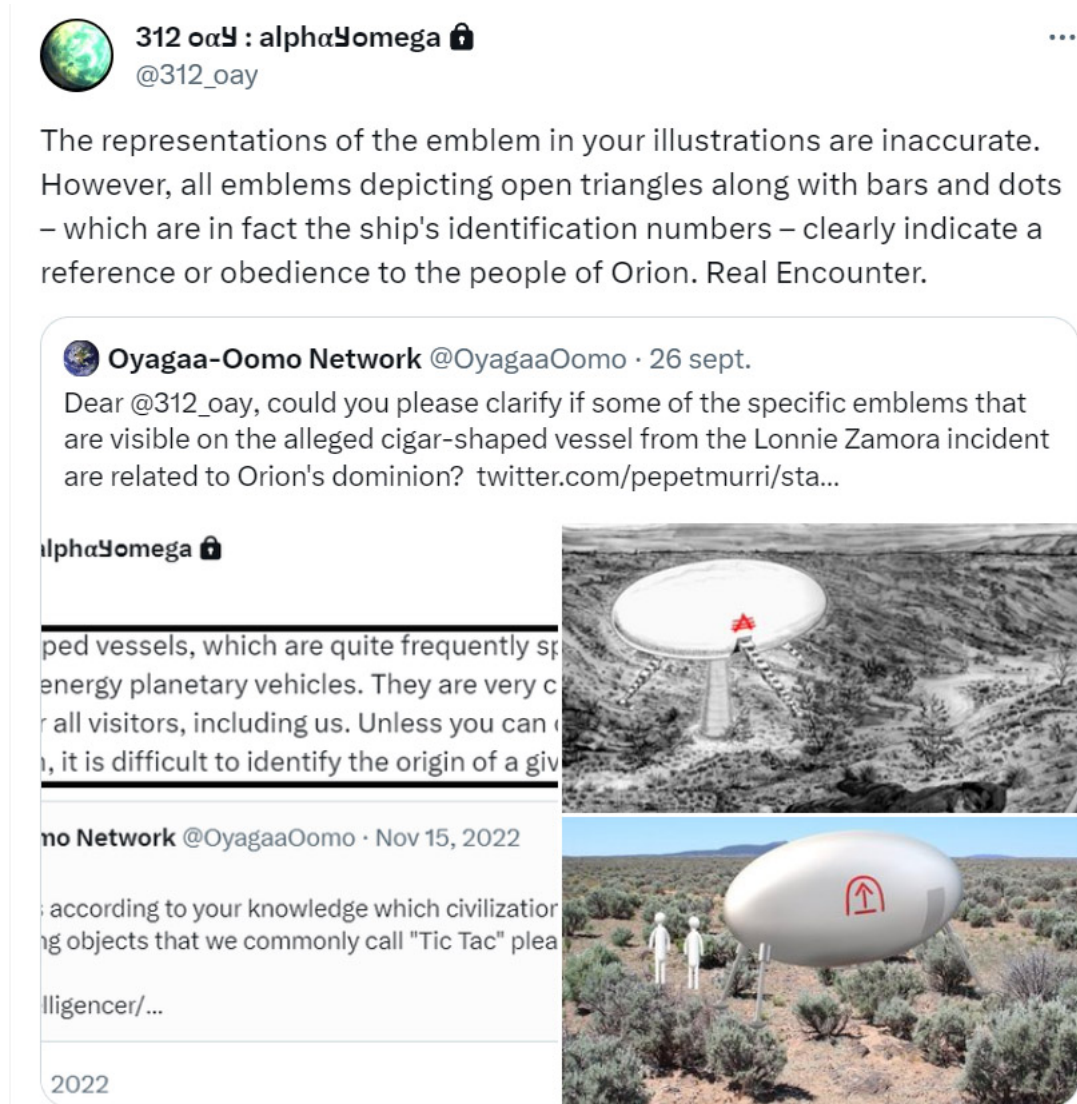 312 oαY : alphαYomega
@312_oay
The representations of the emblem in your illustrations are inaccurate.
However, all emblems depicting open triangles along with bars and dots
– which are in fact the ship's identification numbers – clearly indicate a
reference or obedience to the people of Orion. Real Encounter.
Oyagaa-Oomo Network @OyagaaOomo · 26 sept.
Dear @312_oay, could you please clarify if some of the specific emblems that
are visible on the alleged cigar-shaped vessel from the Lonnie Zamora incident
are related to Orion's dominion? twitter.com/pepetmurri/sta...
lphαYomega
ped vessels, which are quite frequently sp
energy planetary vehicles. They are very c
r all visitors, including us. Unless you can
, it is difficult to identify the origin of a giv
mo Network @OyagaaOomo · Nov 15, 2022
according to your knowledge which civilization
ng objects that we commonly call "Tic Tac" plea
lligencer/...
2022